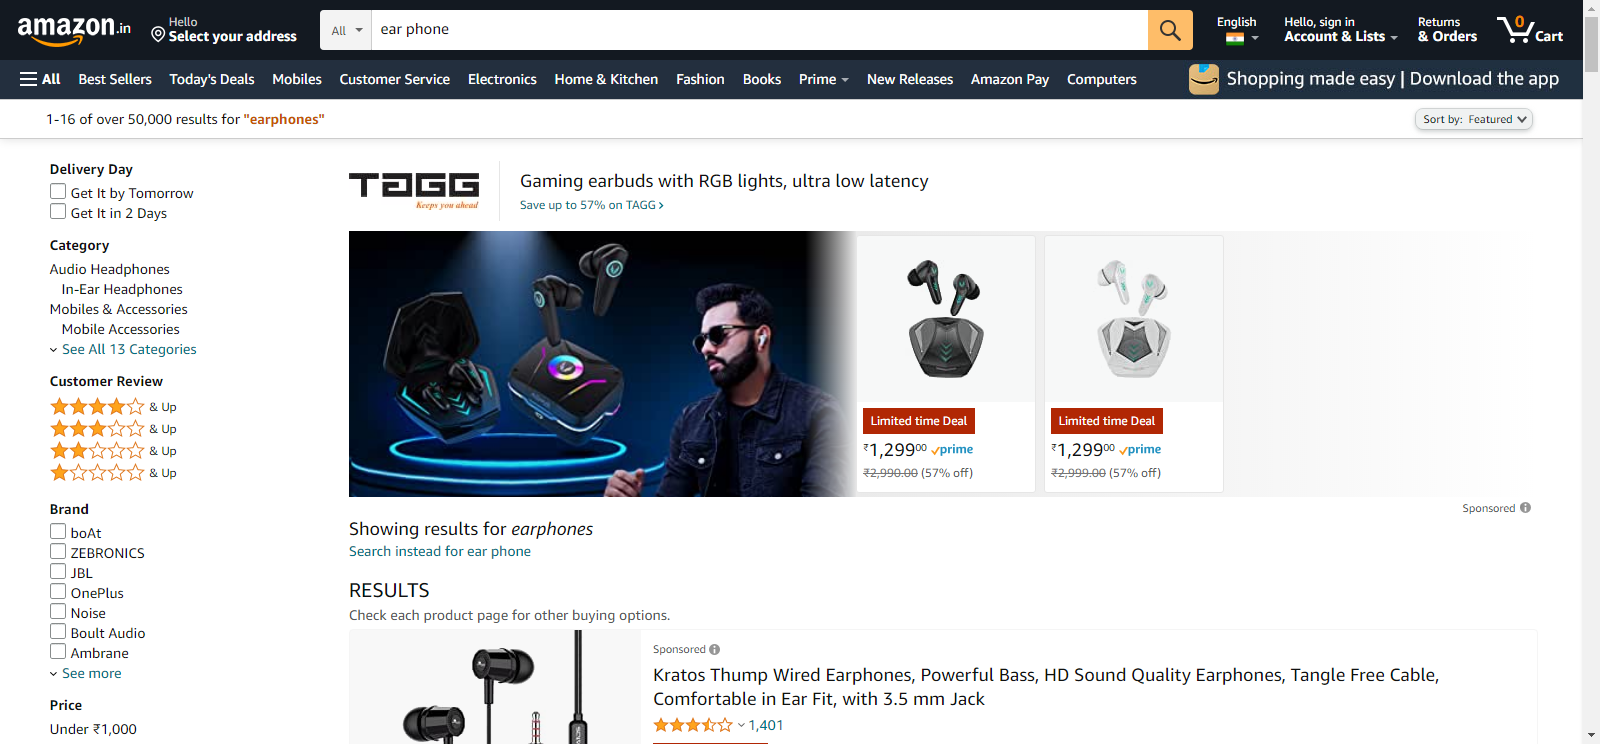 amazon.in
Hello
Select your address
All
ear phone
English
Hello, sign in
Account & Lists
Returns
& Orders
0
Cart
All
Best Sellers
Today's Deals
Mobiles
Customer Service
Electronics
Home & Kitchen
Fashion
Books
Prime
New Releases
Amazon Pay
Computers
Shopping made easy | Download the app
1-16 of over 50,000 results for "earphones"
Sort by: Featured
Delivery Day
Get It by Tomorrow
Get It in 2 Days
Category
Audio Headphones
In-Ear Headphones
Mobiles & Accessories
Mobile Accessories
See All 13 Categories
Customer Review
& Up
& Up
& Up
& Up
Brand
boAt
ZEBRONICS
JBL
OnePlus
Noise
Boult Audio
Ambrane
See more
Price
Under ₹1,000
TAGG
Keeps you ahead
Gaming earbuds with RGB lights, ultra low latency
Save up to 57% on TAGG ›
Limited time Deal
₹1,29900 prime
₹2,990.00 (57% off)
Limited time Deal
₹1,29900 prime
₹2,999.00 (57% off)
Sponsored
Showing results for earphones
Search instead for ear phone
RESULTS
Check each product page for other buying options.
Sponsored
Kratos Thump Wired Earphones, Powerful Bass, HD Sound Quality Earphones, Tangle Free Cable,
Comfortable in Ear Fit, with 3.5 mm Jack
1,401